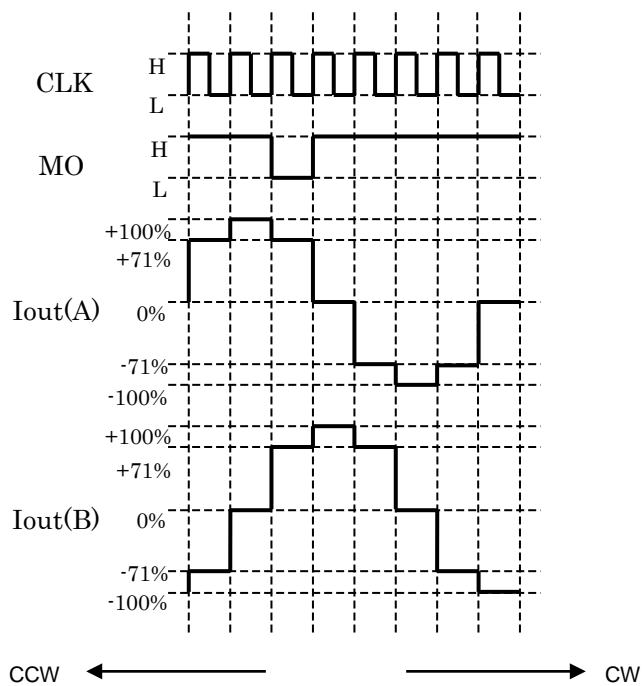 CLK
H
L
MO
H
L
Iout(A)
+100%
+71%
0%
-71%
-100%
Iout(B)
+100%
+71%
0%
-71%
-100%
CCW
CW